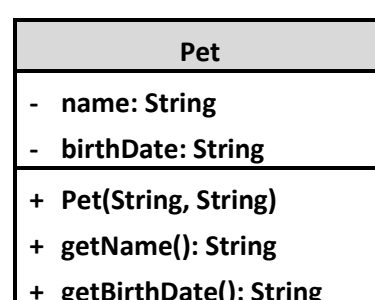 Pet
- name: String
- birthDate: String
+ Pet(String, String)
+ getName(): String
+ getBirthDate(): String